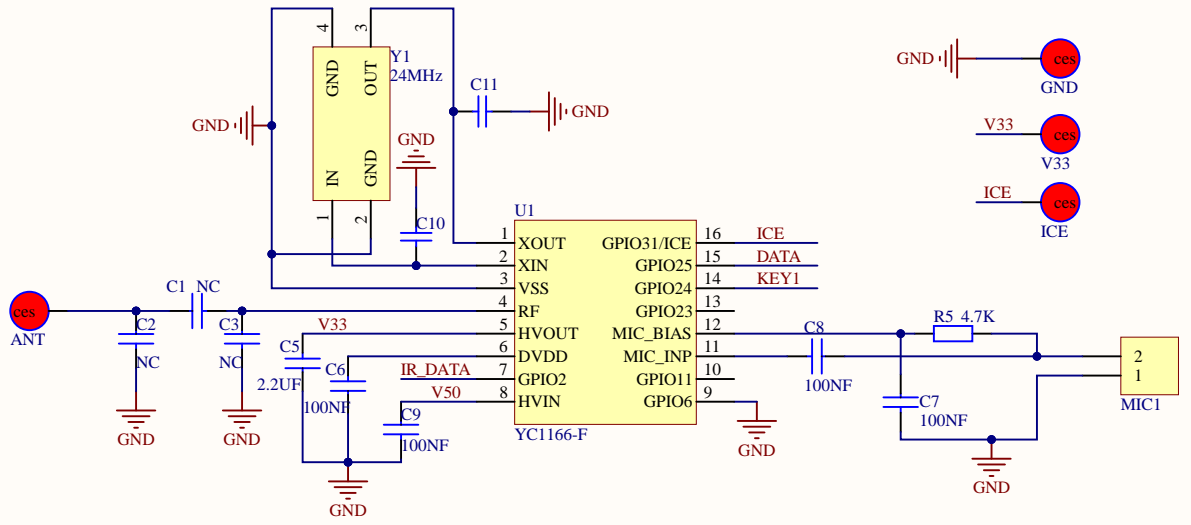 4
3
GND
OUT
IN
GND
1
2
Y1
24MHz
GND
C11
GND
GND
C10
GND
ces
GND
V33
ces
V33
ICE
ces
ICE
U1
1
XOUT
2
XIN
3
VSS
4
RF
5
HVOUT
6
DVDD
7
GPIO2
8
HVIN
GPIO31/ICE
16
ICE
GPIO25
15
DATA
GPIO24
14
KEY1
GPIO23
13
MIC_BIAS
12
MIC_INP
11
GPIO11
10
GPIO6
9
YC1166-F
ces
ANT
C1 NC
C2
NC
GND
C3
NC
GND
V33
C5
2.2UF
C6
100NF
IR_DATA
V50
C9
100NF
GND
GND
C8
100NF
R5 4.7K
C7
100NF
GND
2
1
MIC1